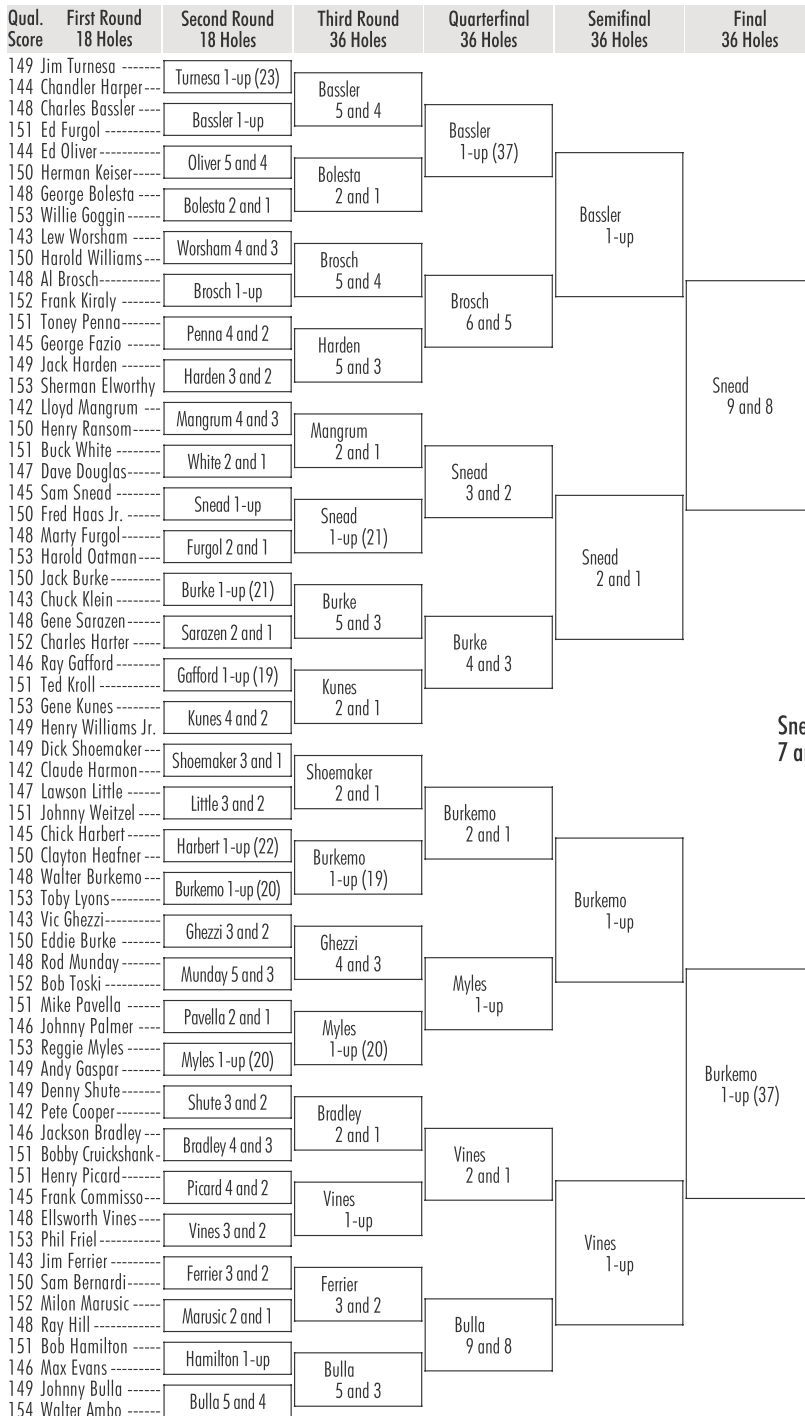 Qual. Score
First Round
18 Holes
Second Round
18 Holes
Third Round
36 Holes
Quarterfinal
36 Holes
Semifinal
36 Holes
Final
36 Holes
149 Jim Turnesa
144 Chandler Harper
148 Charles Bassler
151 Ed Furgol
144 Ed Oliver
150 Herman Keiser
148 George Bolesta
153 Willie Goggin
143 Lew Worsham
150 Harold Williams
148 Al Brosch
152 Frank Kiraly
151 Toney Penna
145 George Fazio
149 Jack Harden
153 Sherman Elworthy
142 Lloyd Mangrum
150 Henry Ransom
151 Buck White
147 Dave Douglas
145 Sam Snead
150 Fred Haas Jr.
148 Marty Furgol
153 Harold Oatman
150 Jack Burke
143 Chuck Klein
148 Gene Sarazen
152 Charles Harter
146 Ray Gafford
151 Ted Kroll
153 Gene Kunes
149 Henry Williams Jr.
149 Dick Shoemaker
142 Claude Harmon
147 Lawson Little
151 Johnny Weitzel
145 Chick Harbert
150 Clayton Heafner
148 Walter Burkemo
153 Toby Lyons
143 Vic Ghezzi
150 Eddie Burke
148 Rod Munday
152 Bob Toski
151 Mike Pavella
146 Johnny Palmer
153 Reggie Myles
149 Andy Gaspar
149 Denny Shute
142 Pete Cooper
146 Jackson Bradley
151 Bobby Cruickshank
151 Henry Picard
145 Frank Commisso
148 Ellsworth Vines
153 Phil Friel
143 Jim Ferrier
150 Sam Bernardi
152 Milon Marusic
148 Ray Hill
151 Bob Hamilton
146 Max Evans
149 Johnny Bulla
154 Walter Ambo
Turnesa 1-up (23)
Bassler 1-up
Oliver 5 and 4
Bolesta 2 and 1
Worsham 4 and 3
Brosch 1-up
Penna 4 and 2
Harden 3 and 2
Mangrum 4 and 3
White 2 and 1
Snead 1-up
Furgol 2 and 1
Burke 1-up (21)
Sarazen 2 and 1
Gafford 1-up (19)
Kunes 4 and 2
Shoemaker 3 and 1
Little 3 and 2
Harbert 1-up (22)
Burkemo 1-up (20)
Ghezzi 3 and 2
Munday 5 and 3
Pavella 2 and 1
Myles 1-up (20)
Shute 3 and 2
Bradley 4 and 3
Picard 4 and 2
Vines 3 and 2
Ferrier 3 and 2
Marusic 2 and 1
Hamilton 1-up
Bulla 5 and 4
Bassler
5 and 4
Bolesta
2 and 1
Brosch
5 and 4
Harden
5 and 3
Mangrum
2 and 1
Snead
1-up (21)
Burke
5 and 3
Kunes
2 and 1
Shoemaker
2 and 1
Burkemo
1-up (19)
Ghezzi
4 and 3
Myles
1-up (20)
Bradley
2 and 1
Vines
1-up
Ferrier
3 and 2
Bulla
5 and 3
Bassler
1-up (37)
Brosch
6 and 5
Snead
3 and 2
Burke
4 and 3
Burkemo
2 and 1
Myles
1-up
Vines
2 and 1
Bulla
9 and 8
Bassler
1-up
Snead
2 and 1
Burkemo
1-up
Vines
1-up
Snead
9 and 8
Burkemo
1-up (37)
Sne
7 a